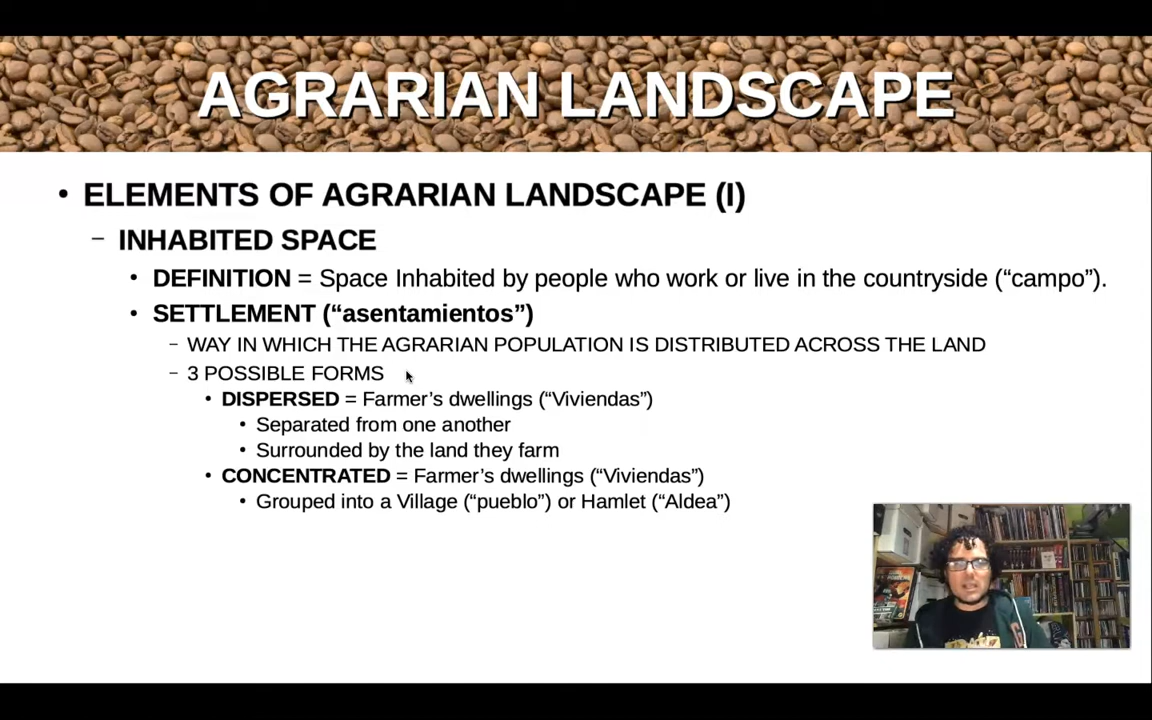 AGRARIAN LANDSCAPE
• ELEMENTS OF AGRARIAN LANDSCAPE (I)
– INHABITED SPACE
• DEFINITION = Space Inhabited by people who work or live in the countryside (“campo”).
• SETTLEMENT (“asentamientos”)
– WAY IN WHICH THE AGRARIAN POPULATION IS DISTRIBUTED ACROSS THE LAND
– 3 POSSIBLE FORMS
• DISPERSED = Farmer’s dwellings (“Viviendas”)
• Separated from one another
• Surrounded by the land they farm
• CONCENTRATED = Farmer’s dwellings (“Viviendas”)
• Grouped into a Village (“pueblo”) or Hamlet (“Aldea”)